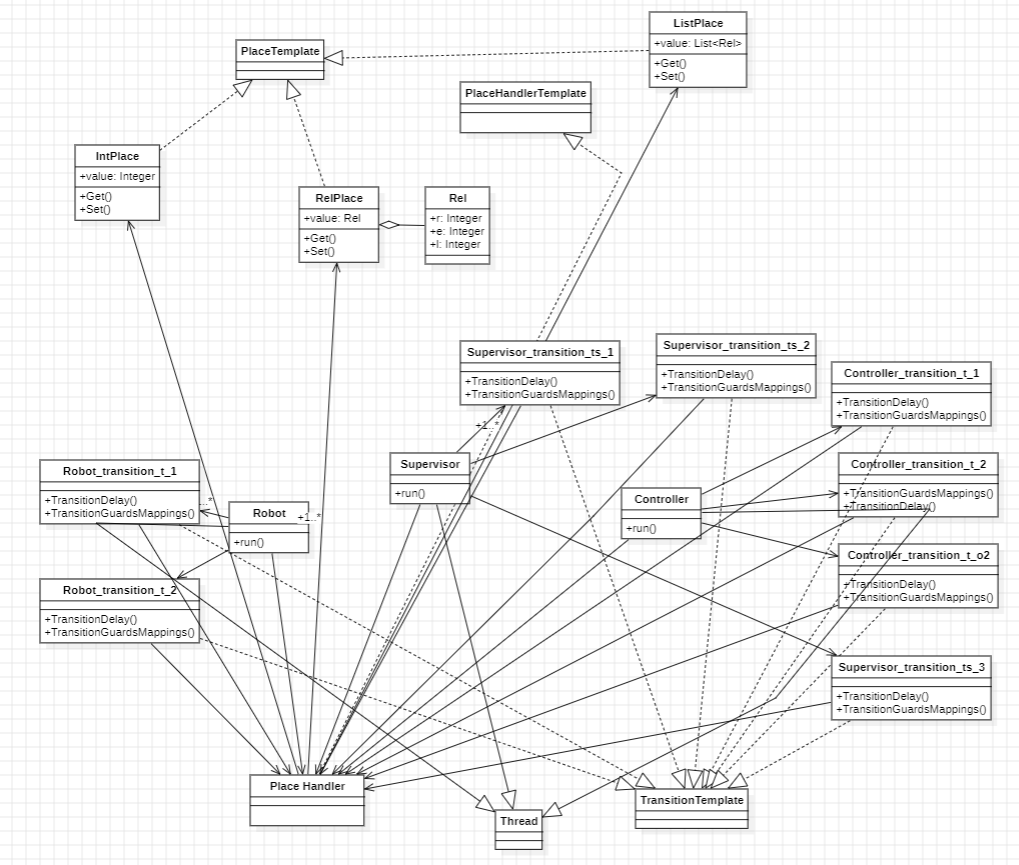 ListPlace
+value: List<Rel>
+Get()
+Set()
PlaceTemplate
PlaceHandlerTemplate
IntPlace
+value: Integer
+Get()
+Set()
RelPlace
+value: Rel
+Get()
+Set()
Rel
+r: Integer
+e: Integer
+l: Integer
Supervisor_transition_ts_1
+TransitionDelay()
+TransitionGuardsMappings()
Supervisor_transition_ts_2
+TransitionDelay()
+TransitionGuardsMappings()
Controller_transition_t_1
+TransitionDelay()
+TransitionGuardsMappings()
+1..*
Supervisor
+run()
Controller_transition_t_2
+TransitionGuardsMappings()
+TransitionDelay()
Robot_transition_t_1
+TransitionDelay()
+TransitionGuardsMappings()
..*
Robot
+run()
+1..*
Controller
+run()
Controller_transition_t_o2
+TransitionDelay()
+TransitionGuardsMappings()
Robot_transition_t_2
+TransitionDelay()
+TransitionGuardsMappings()
Supervisor_transition_ts_3
+TransitionDelay()
+TransitionGuardsMappings()
Place Handler
Thread
TransitionTemplate